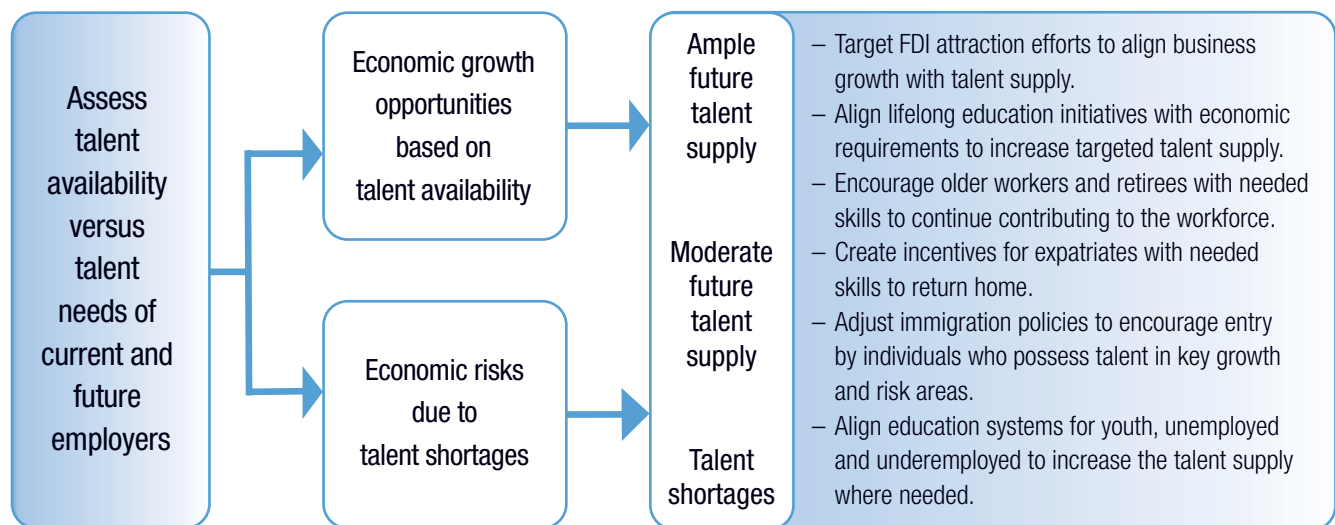 Assess
talent
availability
versus
talent
needs of
current and
future
employers
Economic growth
opportunities
based on
talent availability
Economic risks
due to
talent shortages
Ample
future
talent
supply
Moderate
future
talent
supply
Talent
shortages
– Target FDI attraction efforts to align business
growth with talent supply.
– Align lifelong education initiatives with economic
requirements to increase targeted talent supply.
– Encourage older workers and retirees with needed
skills to continue contributing to the workforce.
– Create incentives for expatriates with needed
skills to return home.
– Adjust immigration policies to encourage entry
by individuals who possess talent in key growth
and risk areas.
– Align education systems for youth, unemployed
and underemployed to increase the talent supply
where needed.